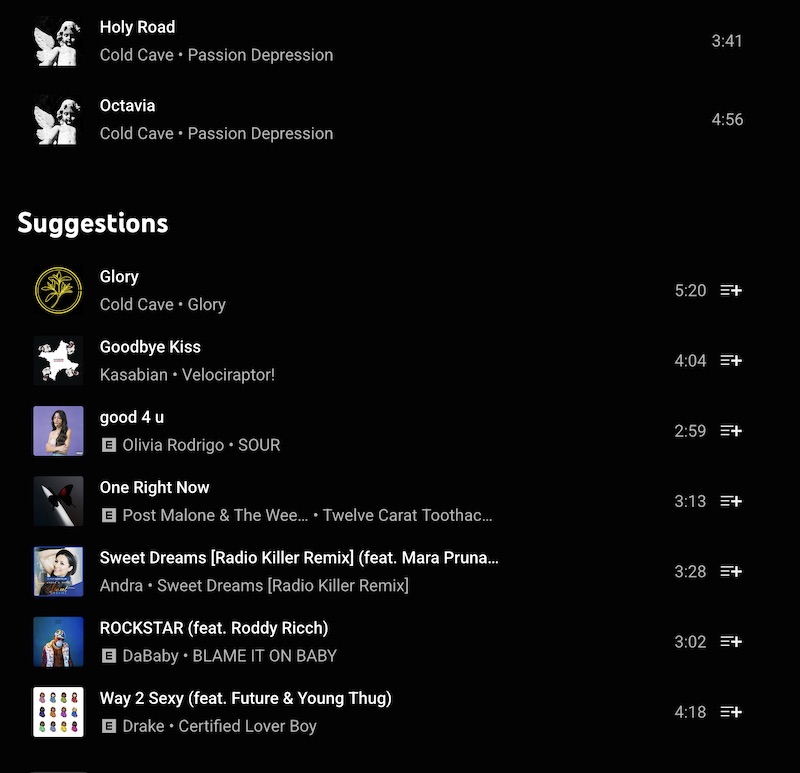 Holy Road
Cold Cave • Passion Depression
3:41
Octavia
Cold Cave • Passion Depression
4:56
Suggestions
Glory
Cold Cave • Glory
5:20
Goodbye Kiss
Kasabian • Velociraptor!
4:04
good 4 u
E Olivia Rodrigo • SOUR
2:59
One Right Now
E Post Malone & The Wee... • Twelve Carat Toothac...
3:13
Sweet Dreams [Radio Killer Remix] (feat. Mara Pruna...
Andra • Sweet Dreams [Radio Killer Remix]
3:28
ROCKSTAR (feat. Roddy Ricch)
E DaBaby • BLAME IT ON BABY
3:02
Way 2 Sexy (feat. Future & Young Thug)
E Drake • Certified Lover Boy
4:18